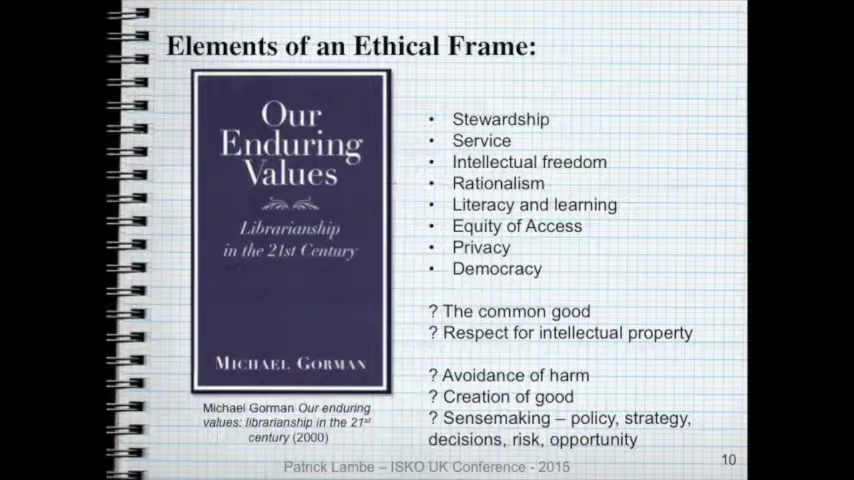 Elements of an Ethical Frame:
Our
Enduring
Values
Librarianship
in the 21st Century
MICHAEL GORMAN
Michael Gorman Our enduring
values: librarianship in the 21st
century (2000)
• Stewardship
• Service
• Intellectual freedom
• Rationalism
• Literacy and learning
• Equity of Access
• Privacy
• Democracy
? The common good
? Respect for intellectual property
? Avoidance of harm
? Creation of good
? Sensemaking – policy, strategy,
decisions, risk, opportunity
Patrick Lambe – ISKO UK Conference - 2015
10